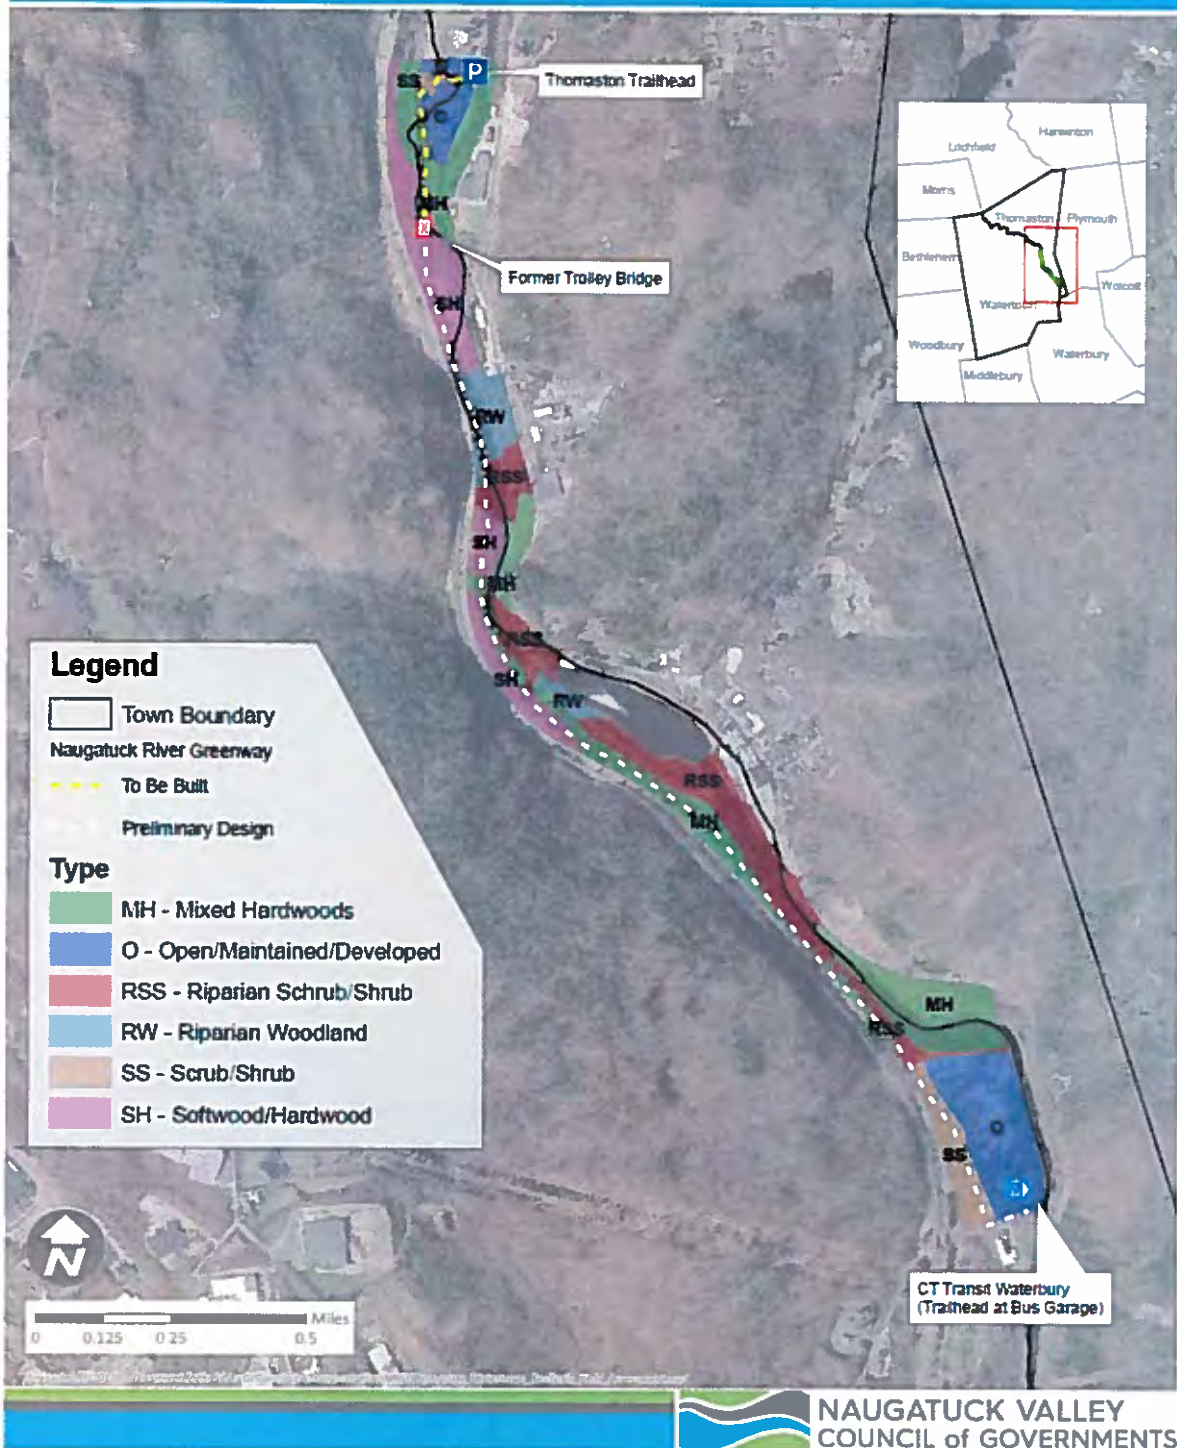 P
Thomaston Trailhead
SS
O
MH
Former Trolley Bridge
SH
RW
RSS
SH
MH
RSS
SH
RW
RSS
MH
MH
RSS
O
SS
Harwinton
Litchfield
Morris
Thomaston
Plymouth
Bethlehem
Wolcott
Watertown
Woodbury
Waterbury
Middlebury
Legend
Town Boundary
Naugatuck River Greenway
To Be Built
Preliminary Design
Type
MH - Mixed Hardwoods
O - Open/Maintained/Developed
RSS - Riparian Schrub/Shrub
RW - Riparian Woodland
SS - Scrub/Shrub
SH - Softwood/Hardwood
N
Miles
0 0.125 0.25 0.5
CT Transit Waterbury
(Trailhead at Bus Garage)
NAUGATUCK VALLEY
COUNCIL of GOVERNMENTS